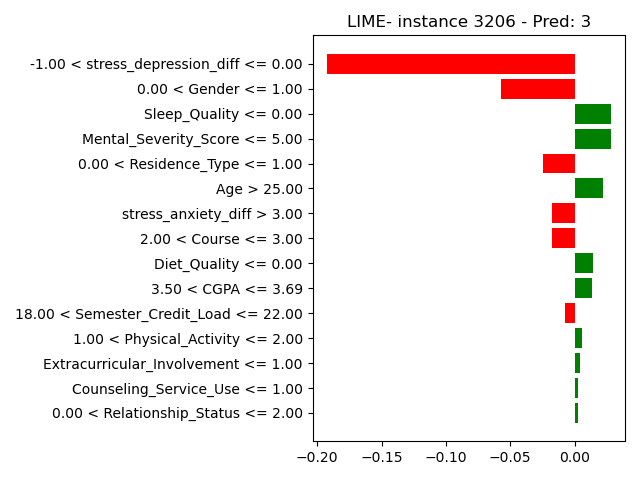 LIME- instance 3206 - Pred: 3
-1.00 < stress_depression_diff <= 0.00
0.00 < Gender <= 1.00
Sleep_Quality <= 0.00
Mental_Severity_Score <= 5.00
0.00 < Residence_Type <= 1.00
Age > 25.00
stress_anxiety_diff > 3.00
2.00 < Course <= 3.00
Diet_Quality <= 0.00
3.50 < CGPA <= 3.69
18.00 < Semester_Credit_Load <= 22.00
1.00 < Physical_Activity <= 2.00
Extracurricular_Involvement <= 1.00
Counseling_Service_Use <= 1.00
0.00 < Relationship_Status <= 2.00
−0.20 −0.15 −0.10 −0.05 0.00